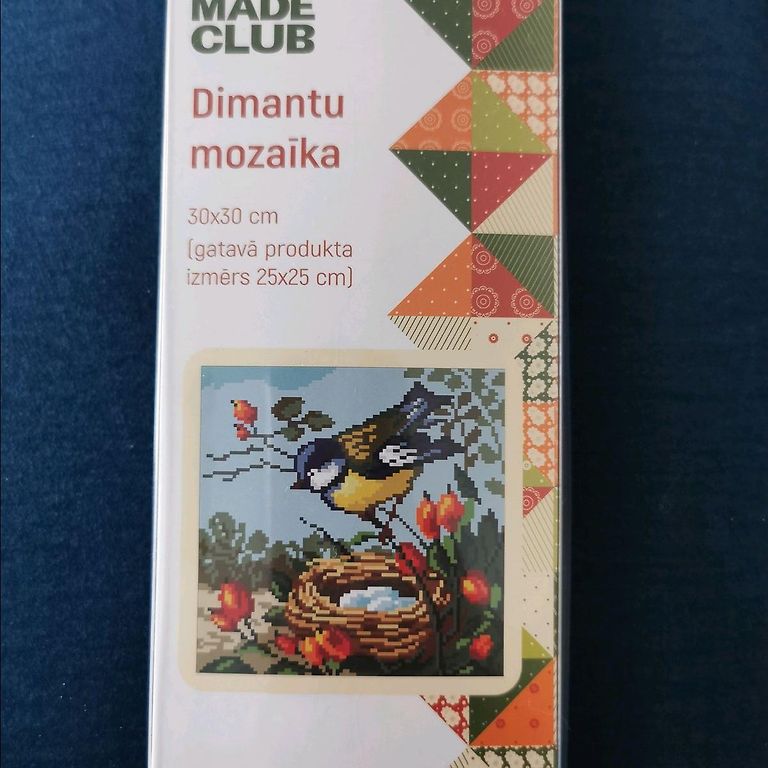 MADE
CLUB
Dimantu
mozaīka
30x30 cm
(gatavā produkta
izmērs 25x25 cm)